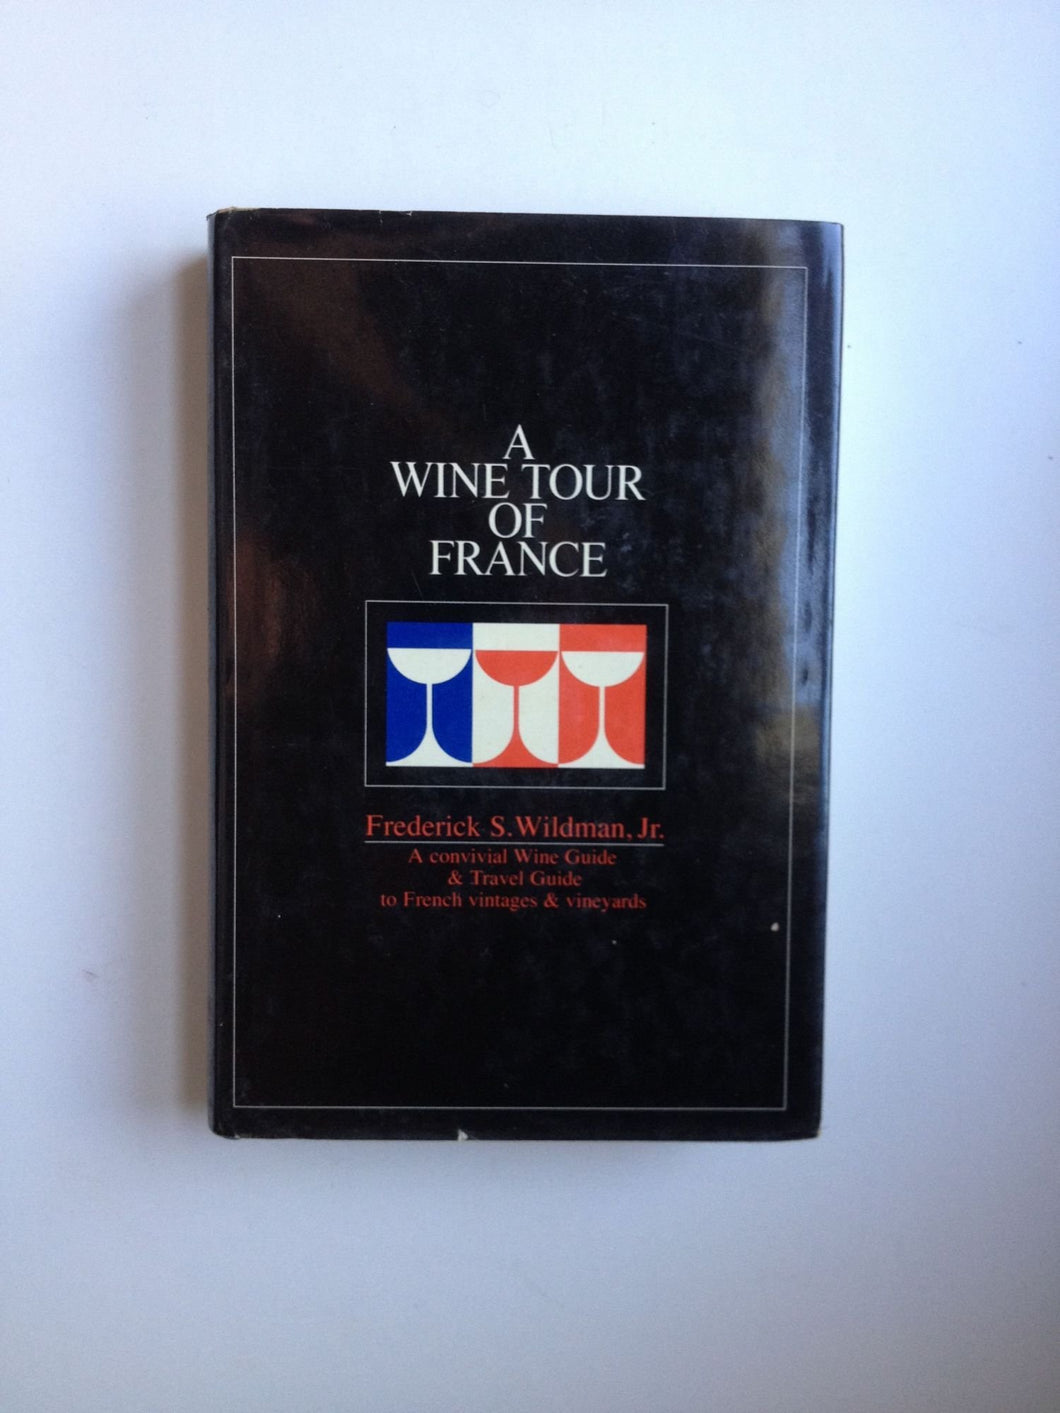 A
WINE TOUR
OF
FRANCE
Frederick S. Wildman, Jr.
A convivial Wine Guide
& Travel Guide
to French vintages & vineyards